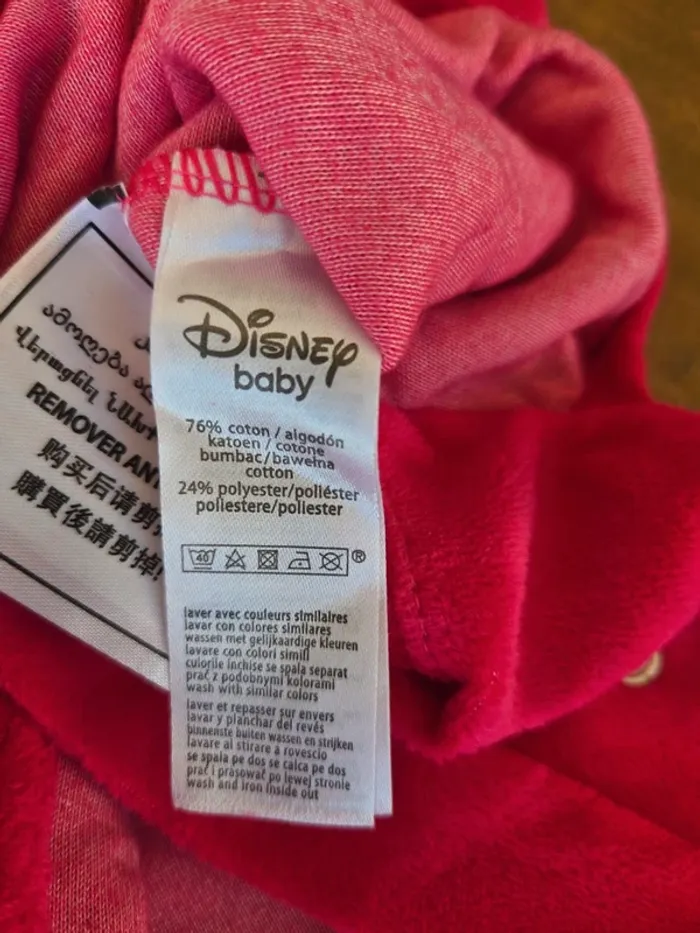 Disney
baby
76% coton / algodón
katoen / cotone
bumbac/bawełna
cotton
24% polyester/poliéster
poliestere/poliester
40
®
laver avec couleurs similaires
lavar con colores similares
wassen met gelijkaardige kleuren
lavare con colori simili
culorile inchise se spala separat
prać z podobnymi kolorami
wash with similar colors
laver et repasser sur envers
lavar y planchar del revés
binnenste buiten wassen en strijken
lavare al stirare a rovescio
se spala pe dos se calca pe dos
prać i prasować po lewej stronie
wash and iron inside out
ამოღება
REMOVER
购买后请剪
購買後請剪掉!